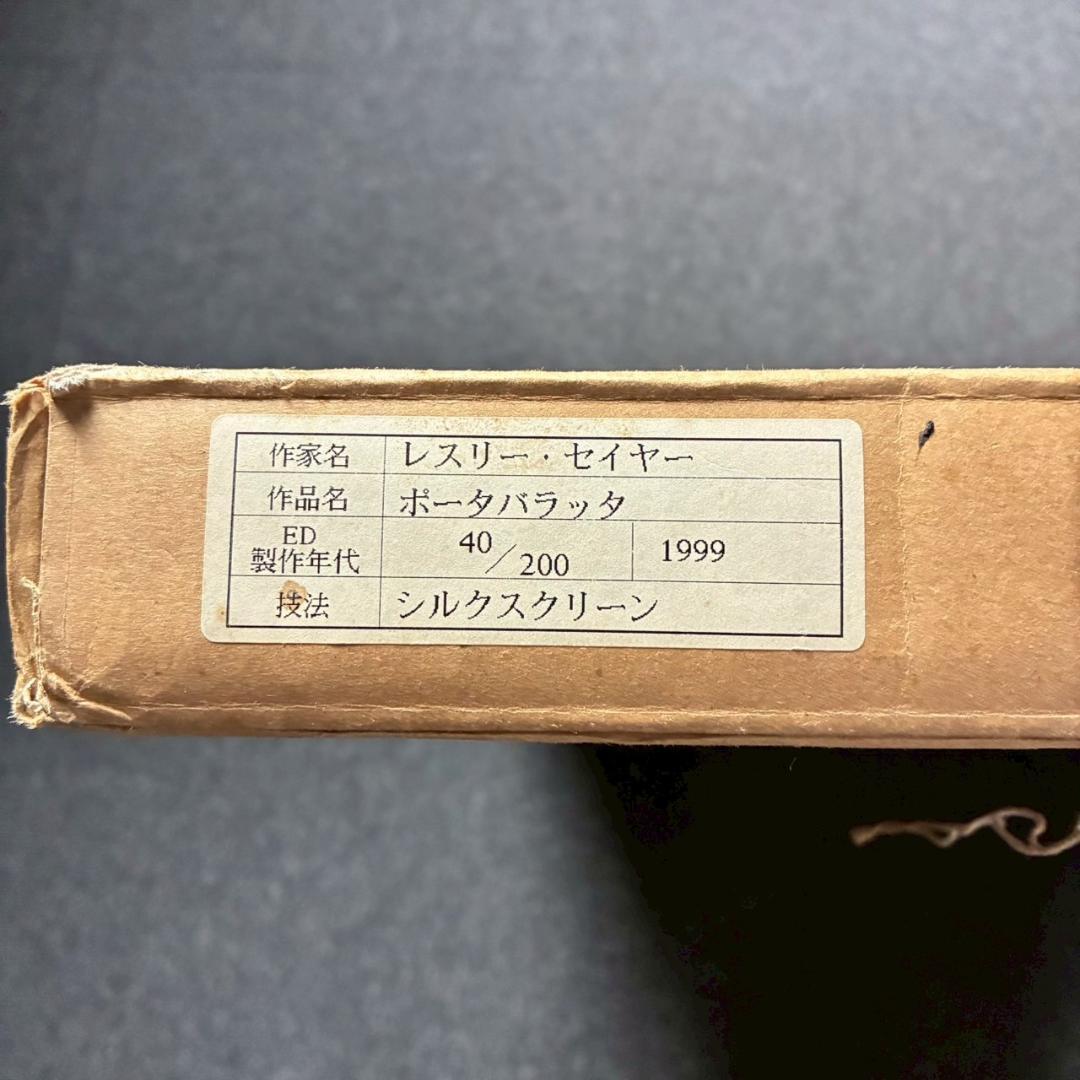 作家名 レスリー・セイヤー
作品名 ポータバラッタ
ED
製作年代 40/200 1999
技法 シルクスクリーン